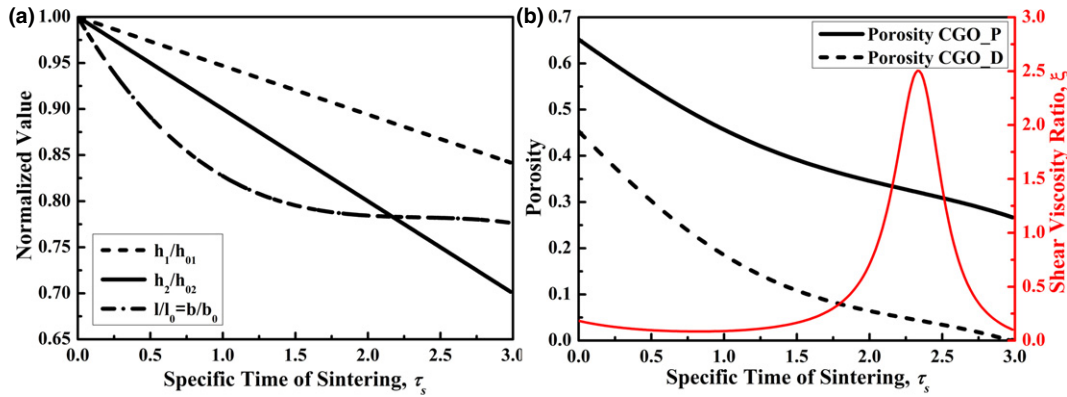 (a)
1.00
0.95
0.90
0.85
0.80
0.75
0.70
0.65
Normalized Value
h₁/h₀₁
h₂/h₀₂
l/l₀=b/b₀
0.0 0.5 1.0 1.5 2.0 2.5 3.0
Specific Time of Sintering, τₛ
(b)
0.7
0.6
0.5
0.4
0.3
0.2
0.1
0.0
Porosity
Porosity CGO_P
Porosity CGO_D
3.0
2.5
2.0
1.5
1.0
0.5
0.0
Shear Viscosity Ratio, ξ
0.0 0.5 1.0 1.5 2.0 2.5 3.0
Specific Time of Sintering, τₛ